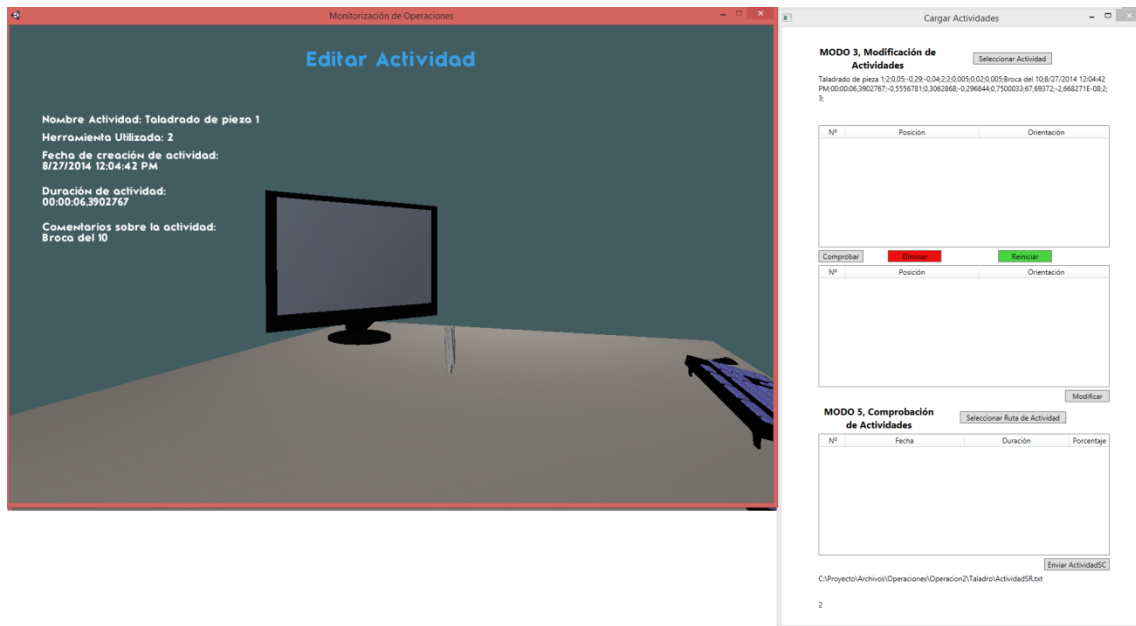 Monitorización de Operaciones
Editar Actividad
Nombre Actividad: Taladrado de pieza 1
Herramienta Utilizada: 2
Fecha de creación de actividad:
8/27/2014 12:04:42 PM
Duración de actividad:
00:00:06,3902767
Comentarios sobre la actividad:
Broca del 10
Cargar Actividades
MODO 3, Modificación de
Actividades
Seleccionar Actividad
Taladrado de pieza 1;2;0,05;-0,29;-0,04;2;2;0,005;0,02;0,005;Broca del 10;8/27/2014 12:04:42
PM;00:00:06,3902767;-0,5556781;0,3062868;-0,296844;0,7500033;67,69372;-2,668271E-08;2;
3;
Nº Posición Orientación
Comprobar Eliminar Reiniciar
Nº Posición Orientación
Modificar
MODO 5, Comprobación
de Actividades
Seleccionar Ruta de Actividad
Nº Fecha Duración Porcentaje
Enviar ActividadSC
C:\Proyecto\Archivos\Operaciones\Operacion2\Taladro\ActividadSR.txt
2